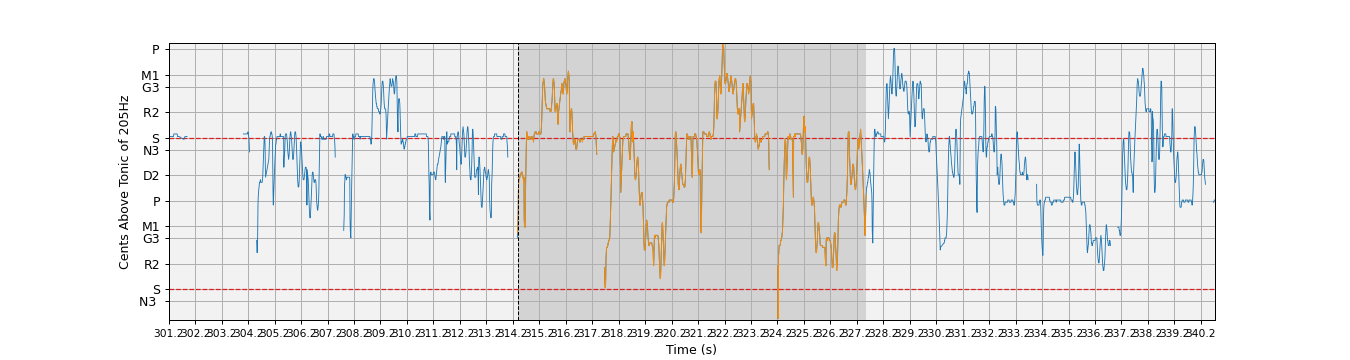 P
M1
G3
R2
S
N3
D2
P
M1
G3
R2
S
N3
Cents Above Tonic of 205Hz
301.2 302.2 303.2 304.2 305.2 306.2 307.2 308.2 309.2 310.2 311.2 312.2 313.2 314.2 315.2 316.2 317.2 318.2 319.2 320.2 321.2 322.2 323.2 324.2 325.2 326.2 327.2 328.2 329.2 330.2 331.2 332.2 333.2 334.2 335.2 336.2 337.2 338.2 339.2 340.2
Time (s)